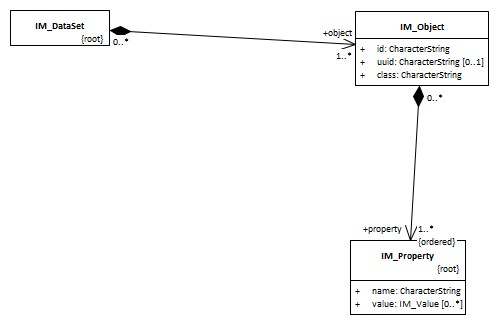 IM_DataSet
{root}
0..*
+object
1..*
IM_Object
+ id: CharacterString
+ uuid: CharacterString [0..1]
+ class: CharacterString
0..*
+property
1..*
{ordered}
IM_Property
{root}
+ name: CharacterString
+ value: IM_Value [0..*]